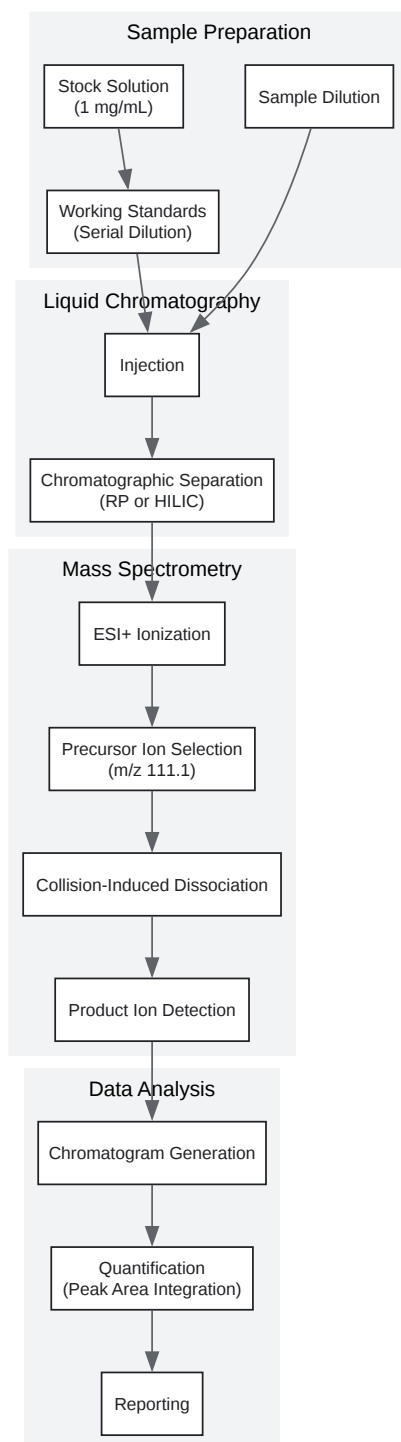 Sample Preparation
Stock Solution
(1 mg/mL)
Sample Dilution
Working Standards
(Serial Dilution)
Liquid Chromatography
Injection
Chromatographic Separation
(RP or HILIC)
Mass Spectrometry
ESI+ Ionization
Precursor Ion Selection
(m/z 111.1)
Collision-Induced Dissociation
Product Ion Detection
Data Analysis
Chromatogram Generation
Quantification
(Peak Area Integration)
Reporting